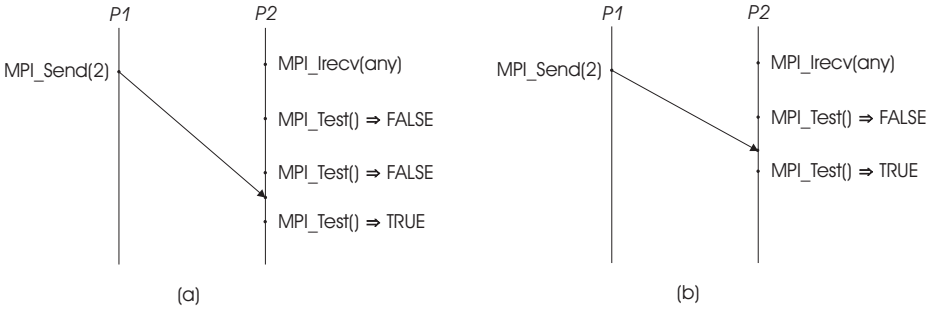 P1 P2
MPI_Send(2)
MPI_Irecv(any)
MPI_Test() ⇒ FALSE
MPI_Test() ⇒ FALSE
MPI_Test() ⇒ TRUE
(a)
P1 P2
MPI_Send(2)
MPI_Irecv(any)
MPI_Test() ⇒ FALSE
MPI_Test() ⇒ TRUE
(b)